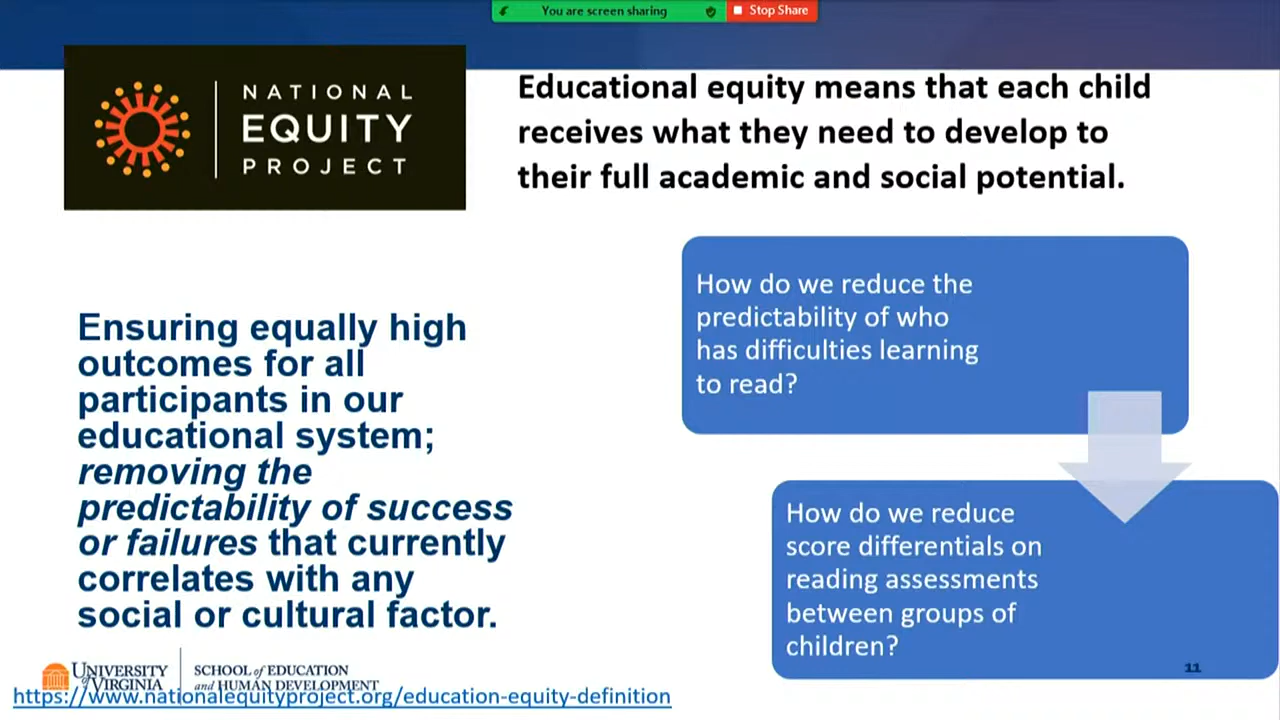 You are screen sharing
Stop Share
NATIONAL
EQUITY
PROJECT
Educational equity means that each child
receives what they need to develop to
their full academic and social potential.
How do we reduce the
predictability of who
has difficulties learning
to read?
Ensuring equally high
outcomes for all
participants in our
educational system;
removing the
predictability of success
or failures that currently
correlates with any
social or cultural factor.
How do we reduce
score differentials on
reading assessments
between groups of
children?
11
UNIVERSITY
of VIRGINIA
SCHOOL of EDUCATION
and HUMAN DEVELOPMENT
https://www.nationalequityproject.org/education-equity-definition